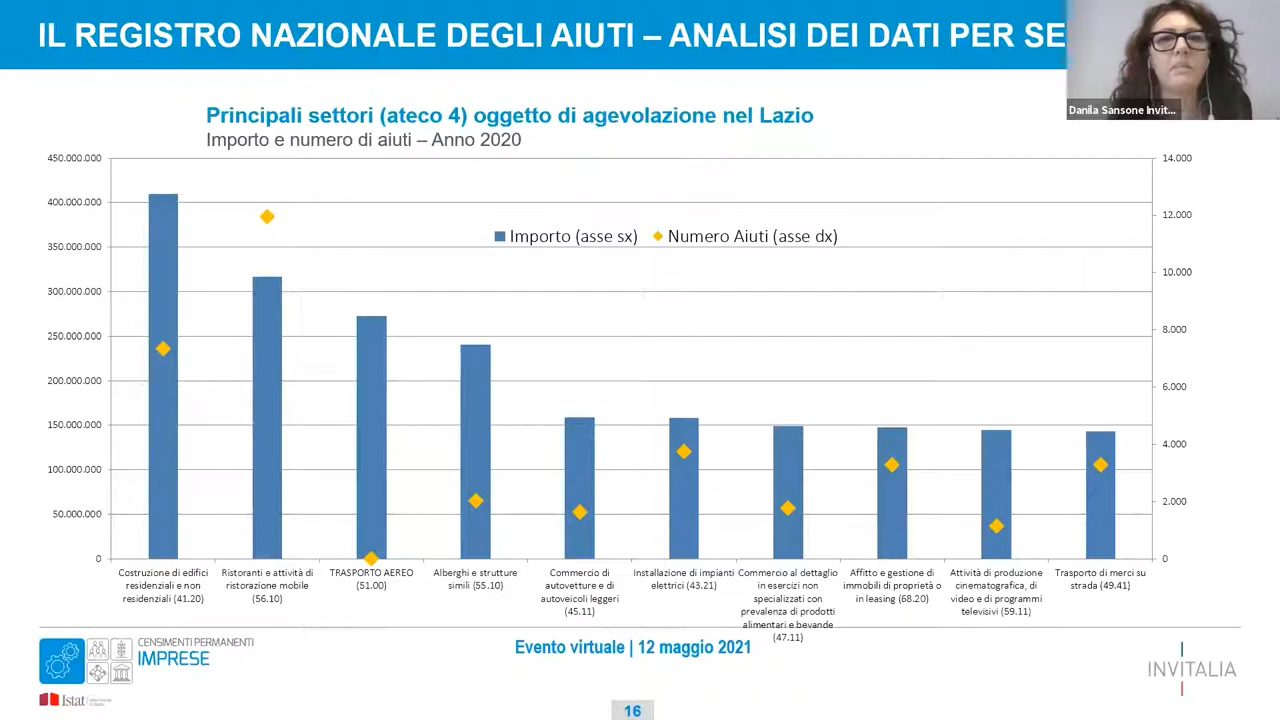 IL REGISTRO NAZIONALE DEGLI AIUTI – ANALISI DEI DATI PER SE
Danila Sansone Invit...
Principali settori (ateco 4) oggetto di agevolazione nel Lazio
Importo e numero di aiuti – Anno 2020
450.000.000
400.000.000
350.000.000
300.000.000
250.000.000
200.000.000
150.000.000
100.000.000
50.000.000
0
14.000
12.000
10.000
8.000
6.000
4.000
2.000
0
Importo (asse sx)
Numero Aiuti (asse dx)
Costruzione di edifici
residenziali e non
residenziali (41.20)
Ristoranti e attività di
ristorazione mobile
(56.10)
TRASPORTO AEREO
(51.00)
Alberghi e strutture
simili (55.10)
Commercio di
autovetture e di
autoveicoli leggeri
(45.11)
Installazione di impianti
elettrici (43.21)
Commercio al dettaglio
in esercizi non
specializzati con
prevalenza di prodotti
alimentari e bevande
(47.11)
Affitto e gestione di
immobili di proprietà o
in leasing (68.20)
Attività di produzione
cinematografica, di
video e di programmi
televisivi (59.11)
Trasporto di merci su
strada (49.41)
CENSIMENTI PERMANENTI
IMPRESE
Istat
Evento virtuale | 12 maggio 2021
INVITALIA
16